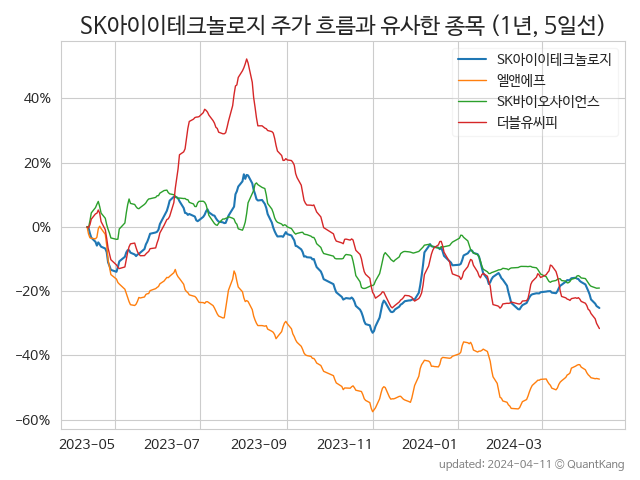 SK아이이테크놀로지 주가 흐름과 유사한 종목 (1년, 5일선)
SK아이이테크놀로지
엘앤에프
SK바이오사이언스
더블유씨피
40%
20%
0%
−20%
−40%
−60%
2023-05 2023-07 2023-09 2023-11 2024-01 2024-03
updated: 2024-04-11 © QuantKang